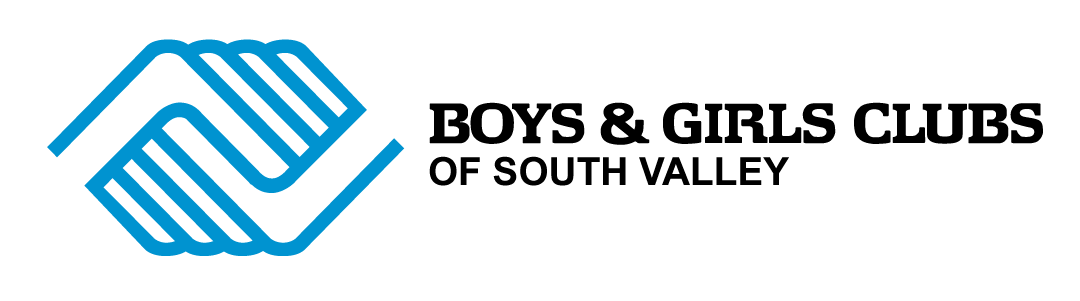 BOYS & GIRLS CLUBS
OF SOUTH VALLEY